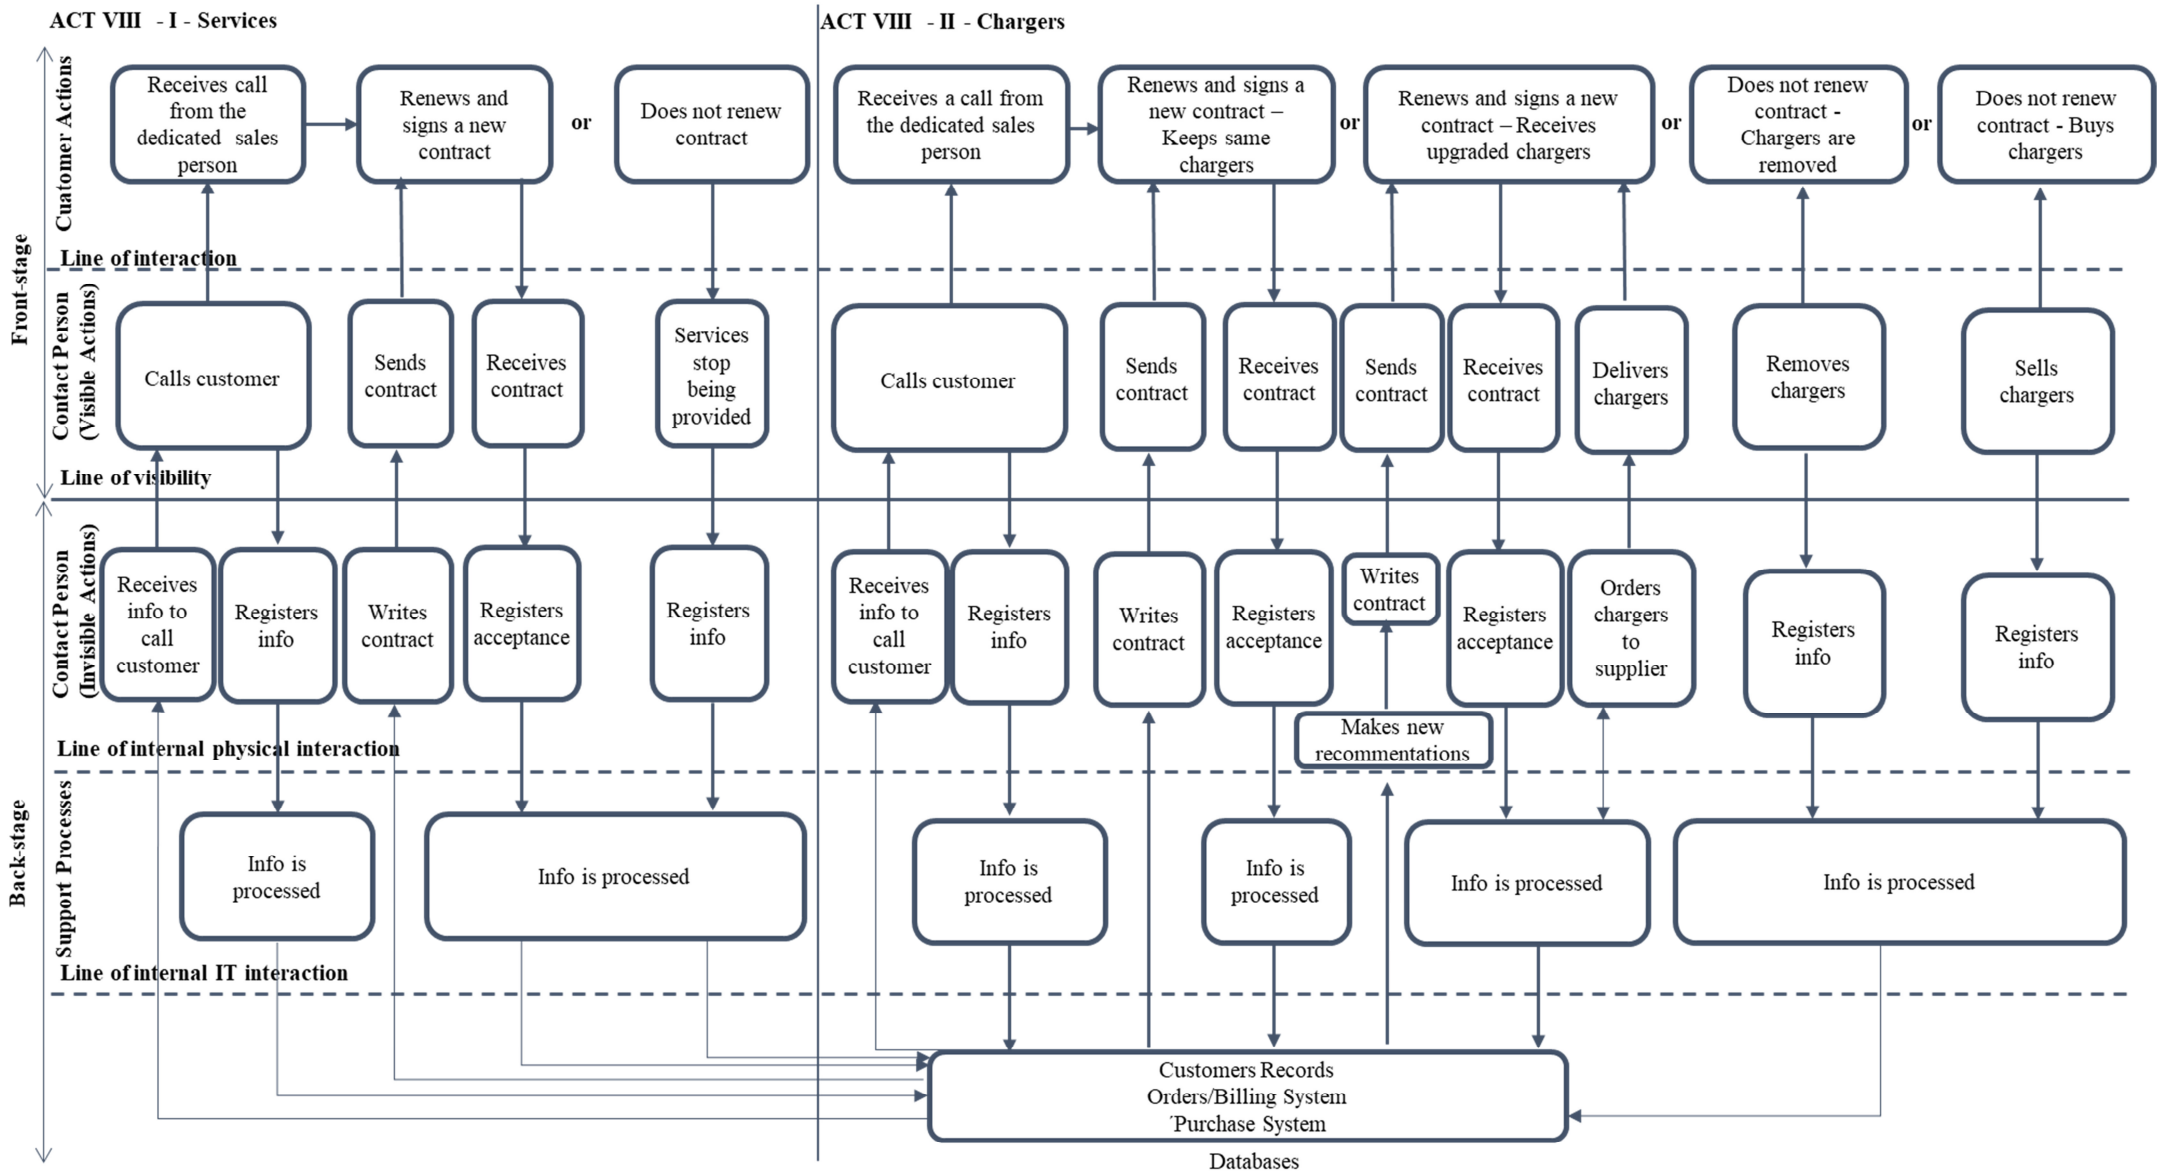 ACT VIII - I - Services
ACT VIII - II - Chargers
Front-stage
Back-stage
Cuatomer Actions
Receives call
from the
dedicated sales
person
Renews and
signs a new
contract
or
Does not renew
contract
Receives a call from
the dedicated sales
person
Renews and signs a
new contract –
Keeps same
chargers
or
Renews and signs a new
contract – Receives
upgraded chargers
or
Does not renew
contract -
Chargers are
removed
or
Does not renew
contract - Buys
chargers
Line of interaction
Contact Person
(Visible Actions)
Calls customer
Sends
contract
Receives
contract
Services
stop
being
provided
Calls customer
Sends
contract
Receives
contract
Sends
contract
Receives
contract
Delivers
chargers
Removes
chargers
Sells
chargers
Line of visibility
Contact Person
(Invisible Actions)
Receives
info to
call
customer
Registers
info
Writes
contract
Registers
acceptance
Registers
info
Receives
info to
call
customer
Registers
info
Writes
contract
Registers
acceptance
Writes
contract
Makes new
recommentations
Registers
acceptance
Orders
chargers
to
supplier
Registers
info
Registers
info
Line of internal physical interaction
Support Processes
Info is
processed
Info is processed
Info is
processed
Info is
processed
Info is processed
Info is processed
Line of internal IT interaction
Customers Records
Orders/Billing System
´Purchase System
Databases